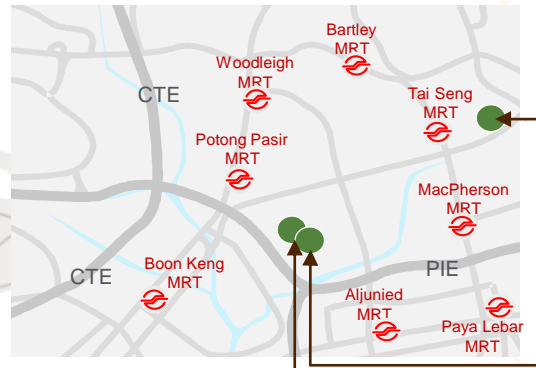 Bartley
MRT
Woodleigh
MRT
CTE
Tai Seng
MRT
Potong Pasir
MRT
MacPherson
MRT
Boon Keng
MRT
CTE
PIE
Aljunied
MRT
Paya Lebar
MRT